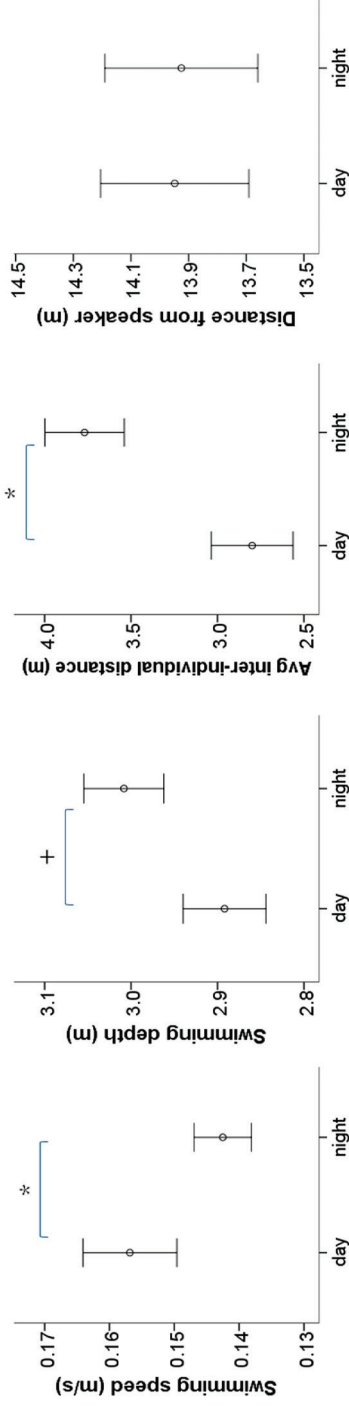 Swimming speed (m/s)
0.17
0.16
0.15
0.14
0.13
*
day
night
Swimming depth (m)
3.1
3.0
2.9
2.8
+
day
night
Avg inter-individual distance (m)
4.0
3.5
3.0
2.5
*
day
night
Distance from speaker (m)
14.5
14.3
14.1
13.9
13.7
13.5
day
night